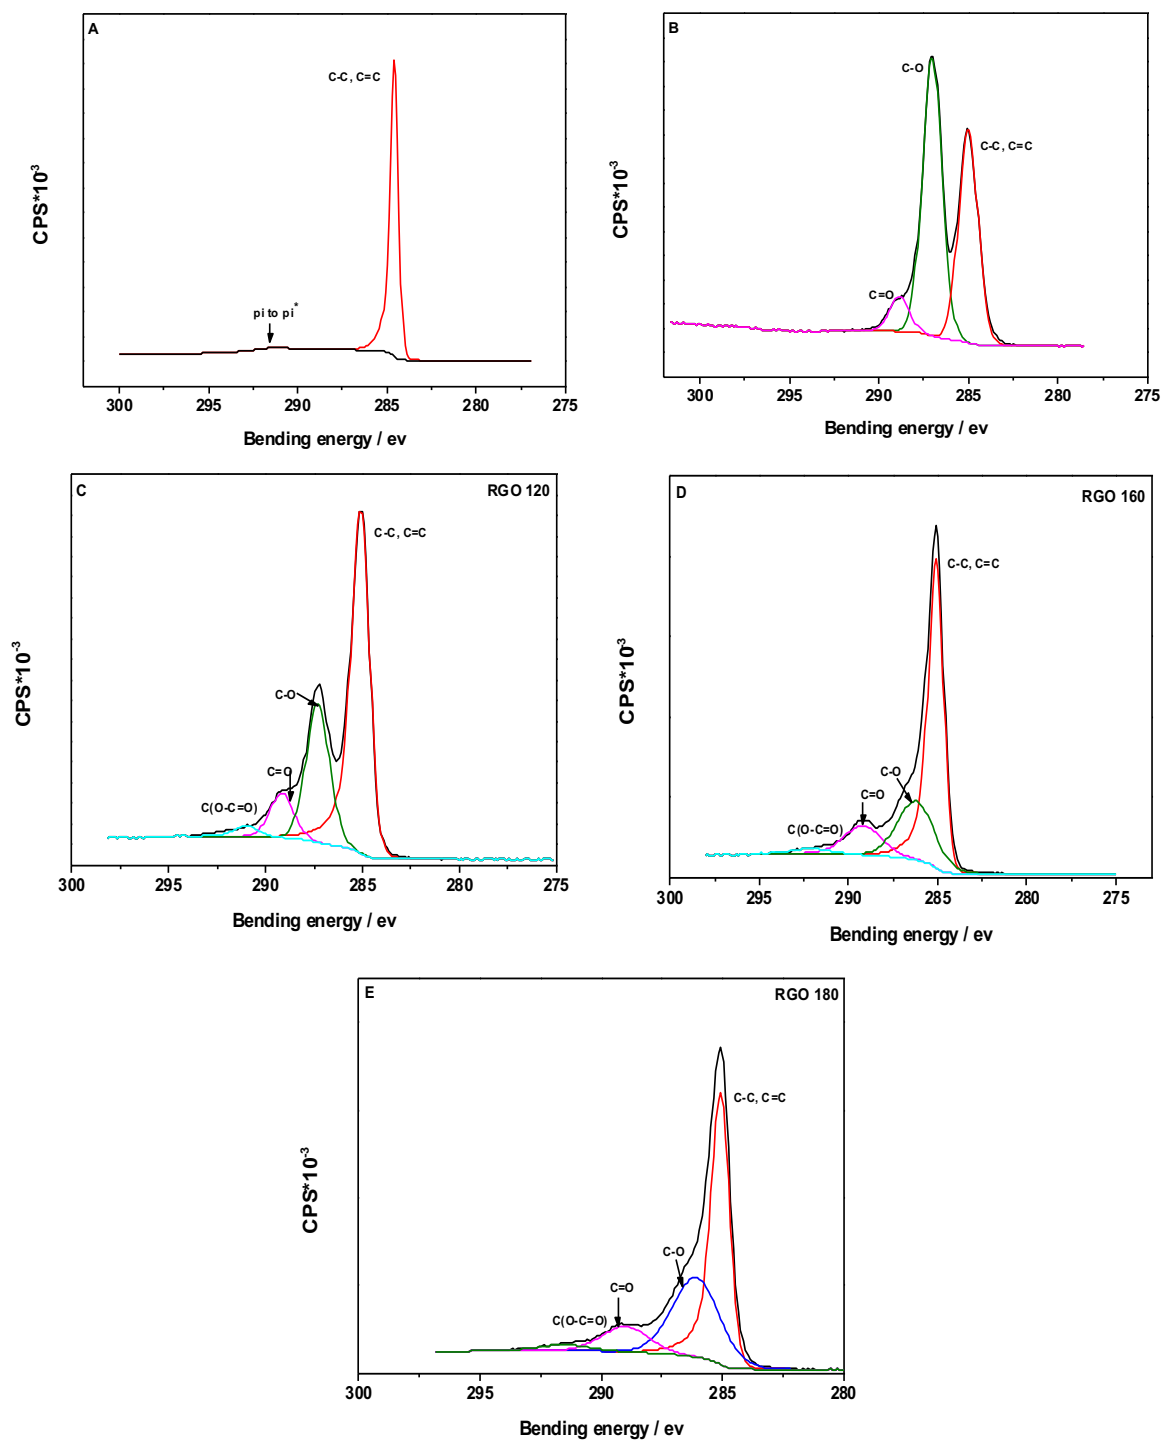 A
C-C, C=C
pi to pi*
CPS*10-3
300 295 290 285 280 275
Bending energy / ev
B
C-O
C-C, C=C
C=O
CPS*10-3
300 295 290 285 280 275
Bending energy / ev
C
RGO 120
C-C, C=C
C-O
C=O
C(O-C=O)
CPS*10-3
300 295 290 285 280 275
Bending energy / ev
D
RGO 160
C-C, C=C
C-O
C=O
C(O-C=O)
CPS*10-3
300 295 290 285 280 275
Bending energy / ev
E
RGO 180
C-C, C=C
C-O
C=O
C(O-C=O)
CPS*10-3
300 295 290 285 280
Bending energy / ev